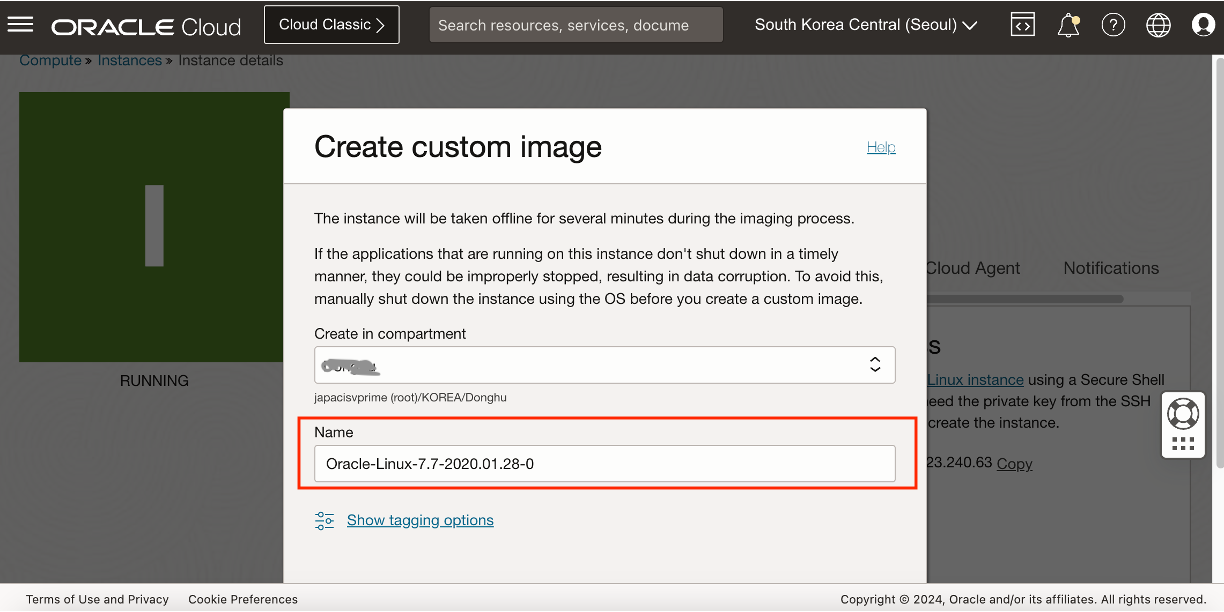 ORACLE Cloud
Cloud Classic
Search resources, services, docume
South Korea Central (Seoul)
Compute » Instances » Instance details
RUNNING
Create custom image
Help
The instance will be taken offline for several minutes during the imaging process.
If the applications that are running on this instance don't shut down in a timely
manner, they could be improperly stopped, resulting in data corruption. To avoid this,
manually shut down the instance using the OS before you create a custom image.
Create in compartment
japacisvprime (root)/KOREA/Donghu
Name
Oracle-Linux-7.7-2020.01.28-0
Show tagging options
Cloud Agent
Notifications
s
Linux instance using a Secure Shell
eed the private key from the SSH
create the instance.
23.240.63 Copy
Terms of Use and Privacy
Cookie Preferences
Copyright © 2024, Oracle and/or its affiliates. All rights reserved.